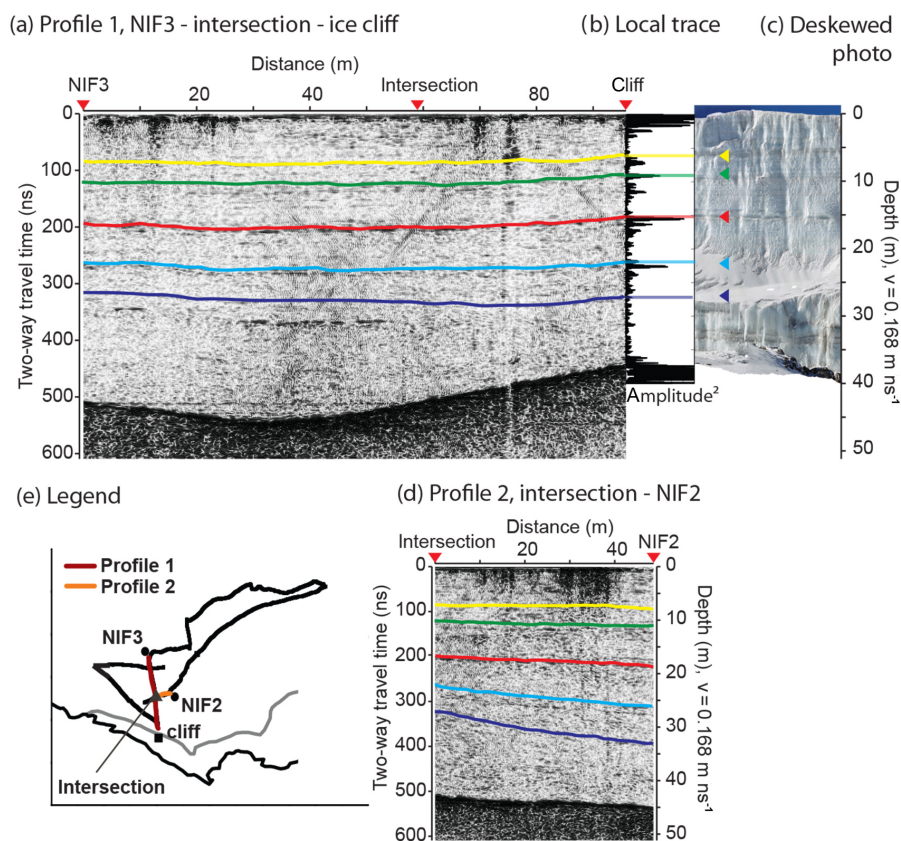 (a) Profile 1, NIF3 - intersection - ice cliff
(b) Local trace
(c) Deskewed
photo
Distance (m)
NIF3
20
40
Intersection
80
Cliff
0
100
200
300
400
500
600
Two-way travel time (ns)
Amplitude²
0
10
20
30
40
50
Depth (m), v = 0.168 m ns⁻¹
(e) Legend
Profile 1
Profile 2
NIF3
NIF2
cliff
Intersection
(d) Profile 2, intersection - NIF2
Distance (m)
Intersection
20
40
NIF2
0
100
200
300
400
500
600
Two-way travel time (ns)
0
10
20
30
40
50
Depth (m), v = 0.168 m ns⁻¹